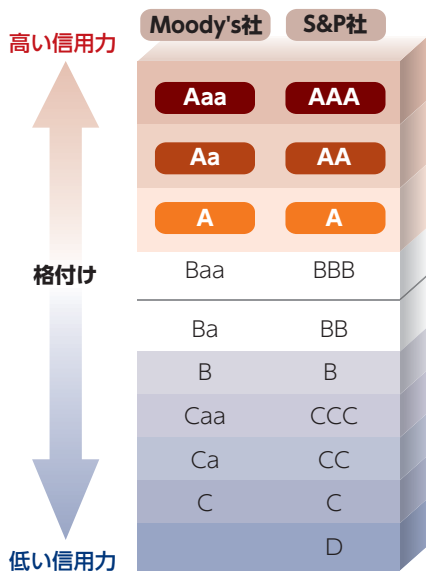 Moody's社 S&P社
高い信用力
Aaa AAA
Aa AA
A A
格付け
Baa BBB
Ba BB
B B
Caa CCC
Ca CC
C C
D
低い信用力